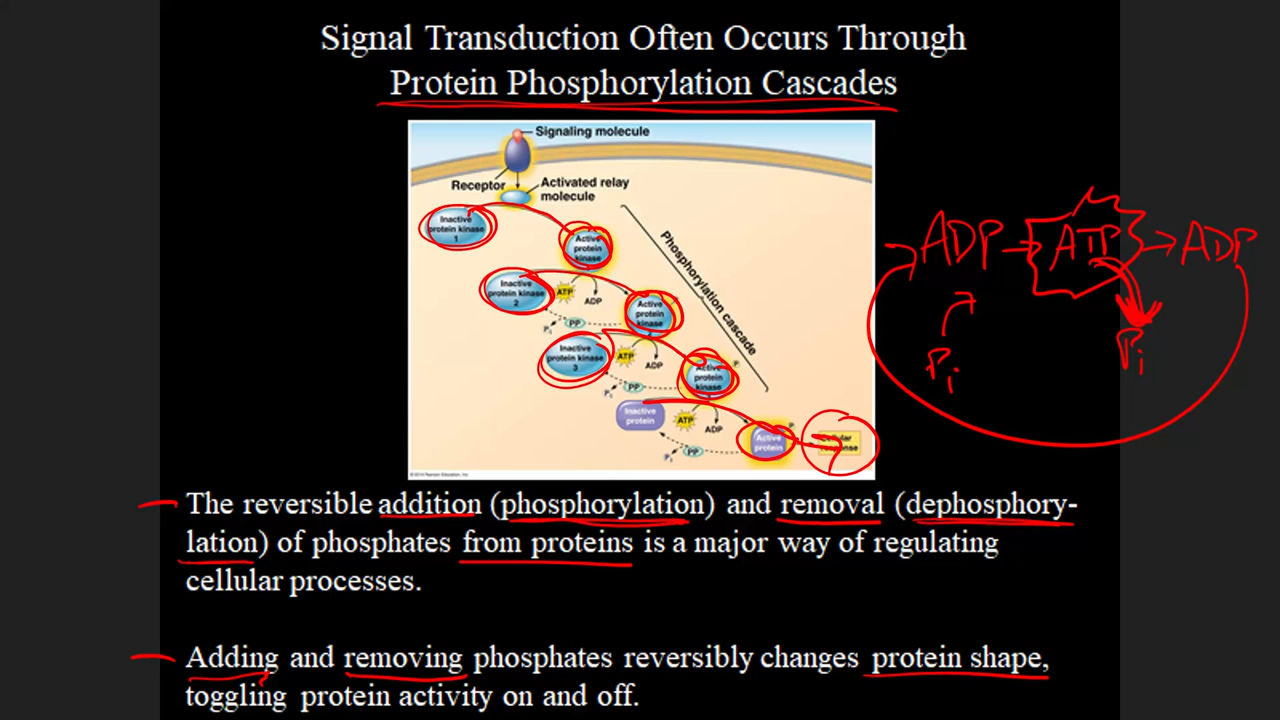 Signal Transduction Often Occurs Through
Protein Phosphorylation Cascades
Signaling molecule
Receptor
Activated relay
molecule
Inactive
protein kinase
1
Active
protein
kinase
Phosphorylation cascade
Inactive
protein kinase
2
ATP
ADP
Active
protein
kinase
Pi
PP
Inactive
protein kinase
3
ATP
ADP
Active
protein
kinase
P
Pi
PP
Inactive
protein
ATP
ADP
Active
protein
P
Cellular
response
Pi
PP
ADP → ATP → ADP
Pi
Pi
The reversible addition (phosphorylation) and removal (dephosphory-
lation) of phosphates from proteins is a major way of regulating
cellular processes.
Adding and removing phosphates reversibly changes protein shape,
toggling protein activity on and off.